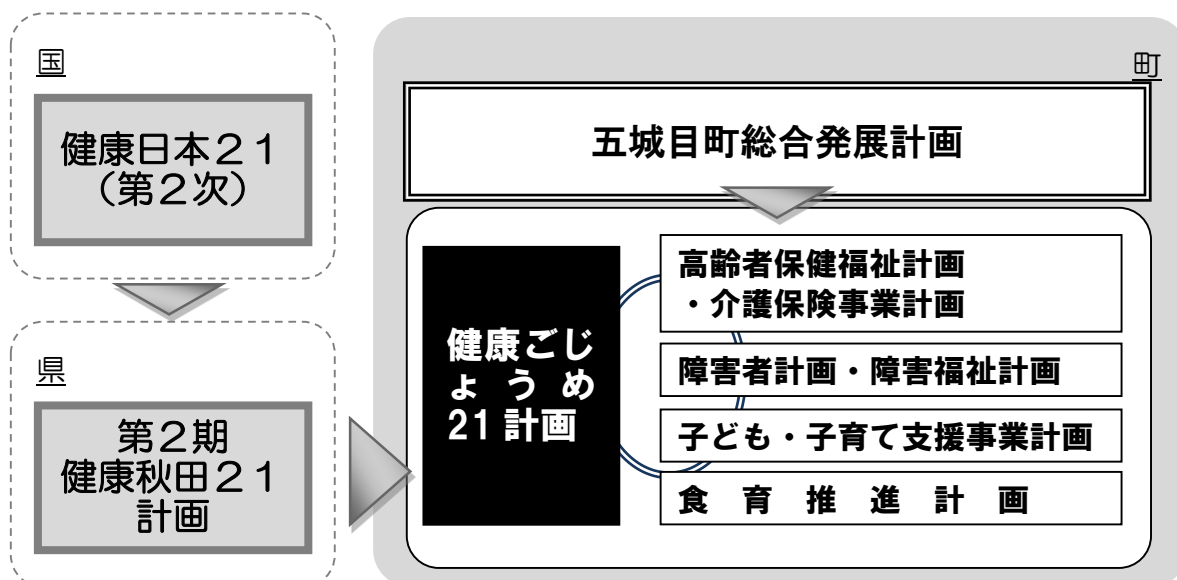 国
健康日本２１
（第２次）
県
第２期
健康秋田２１
計画
町
五城目町総合発展計画
健康ごじ
ょうめ
21計画
高齢者保健福祉計画
・介護保険事業計画
障害者計画・障害福祉計画
子ども・子育て支援事業計画
食育推進計画